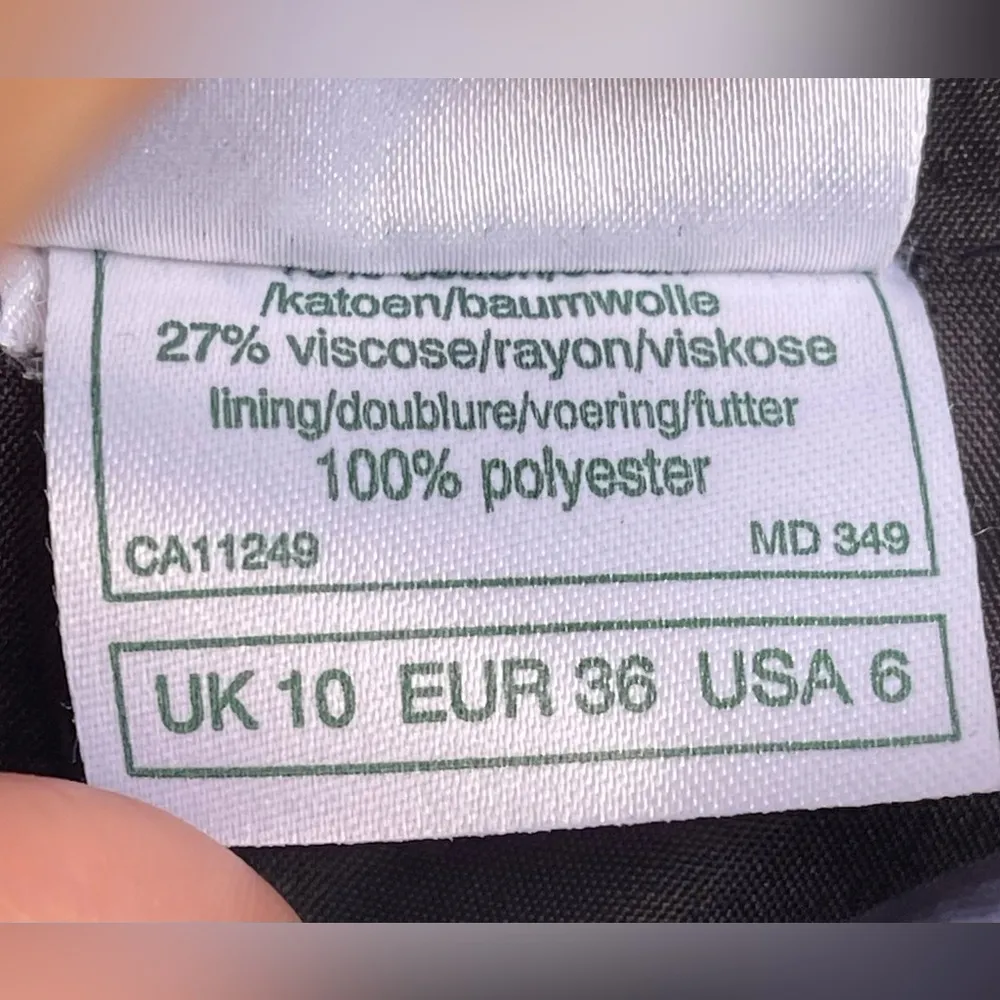 /katoen/baumwolle
27% viscose/rayon/viskose
lining/doublure/voering/futter
100% polyester
CA11249 MD 349
UK 10 EUR 36 USA 6